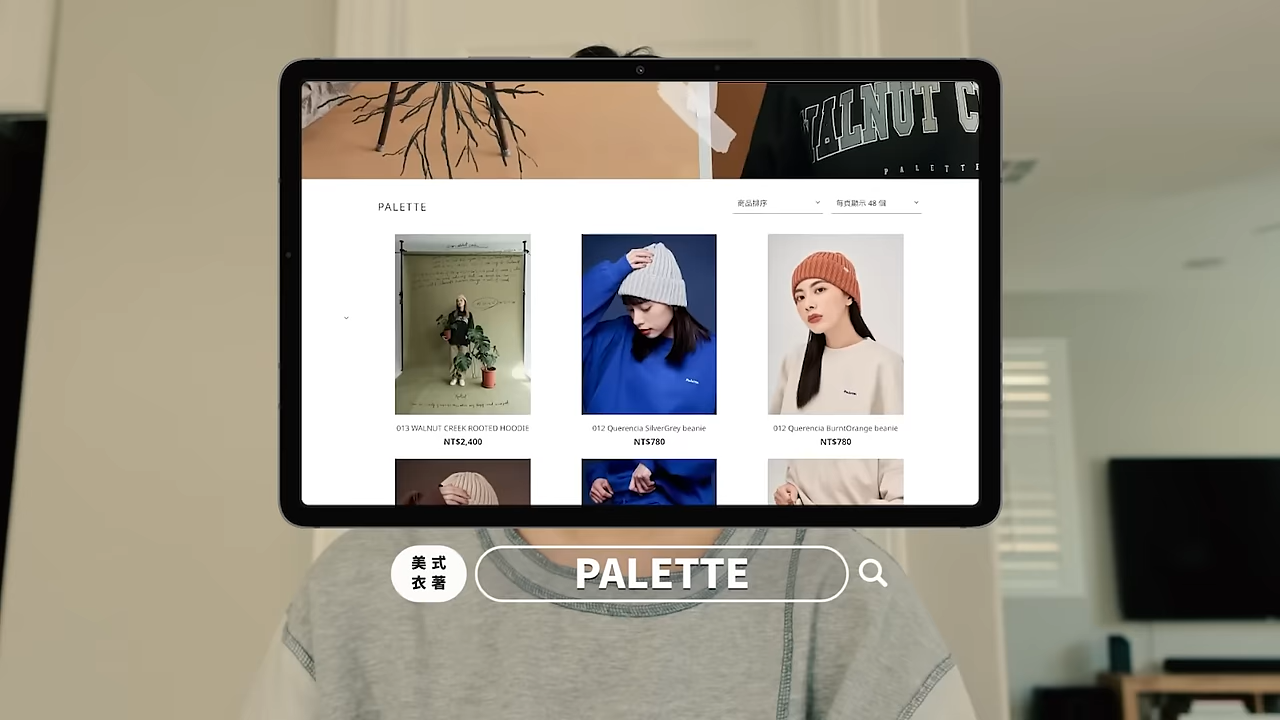 WALNUT C
PALETTE
PALETTE
商品排序
每頁顯示 48 個
013 WALNUT CREEK ROOTED HOODIE
NT$2,400
012 Querencia SilverGrey beanie
NT$780
012 Querencia BurntOrange beanie
NT$780
美式
衣著
PALETTE